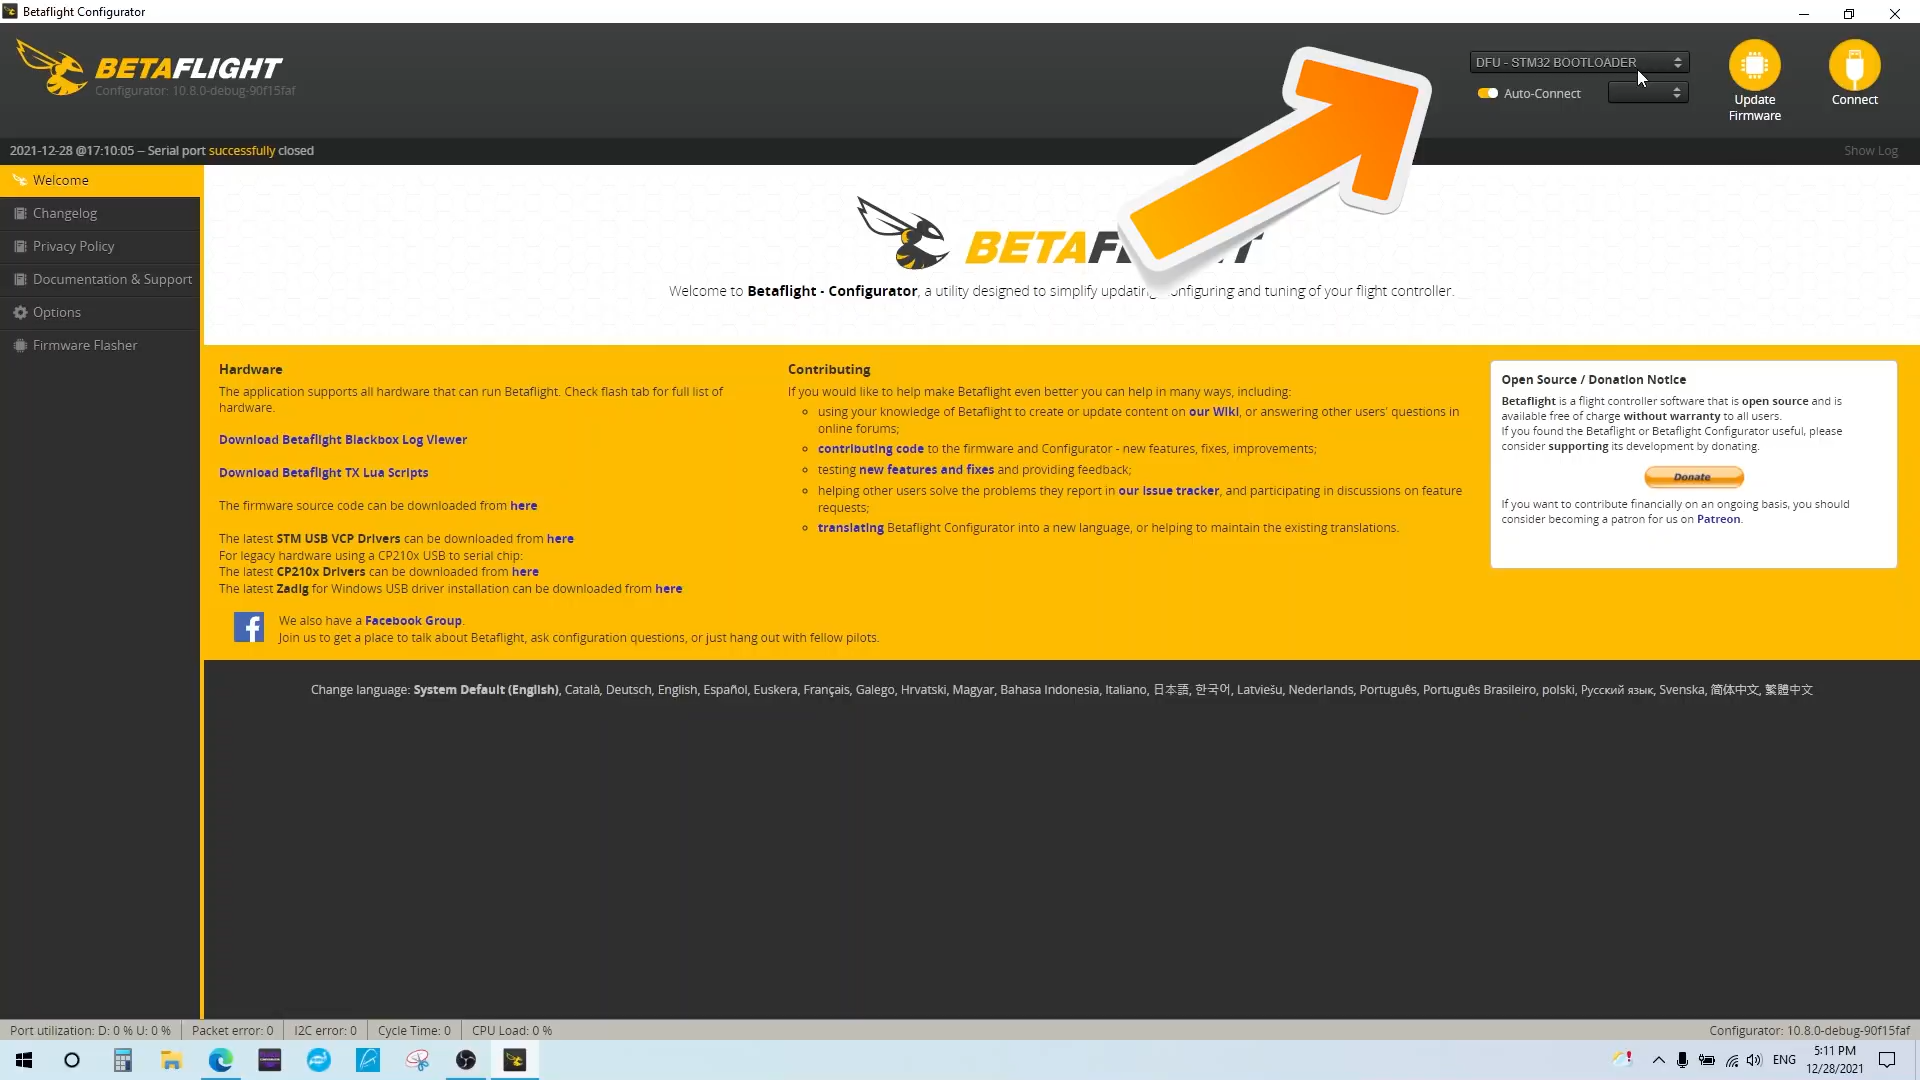 Betaflight Configurator
BETAFLIGHT
Configurator: 10.8.0-debug-90f15faf
DFU - STM32 BOOTLOADER
Auto-Connect
Update
Firmware
Connect
2021-12-28 @17:10:05 -- Serial port successfully closed
Show Log
Welcome
Changelog
Privacy Policy
Documentation & Support
Options
Firmware Flasher
Welcome to Betaflight - Configurator, a utility designed to simplify updating, configuring and tuning of your flight controller.
Hardware
The application supports all hardware that can run Betaflight. Check flash tab for full list of
hardware.
Download Betaflight Blackbox Log Viewer
Download Betaflight TX Lua Scripts
The firmware source code can be downloaded from here
The latest STM USB VCP Drivers can be downloaded from here
For legacy hardware using a CP210x USB to serial chip:
The latest CP210x Drivers can be downloaded from here
The latest Zadig for Windows USB driver installation can be downloaded from here
We also have a Facebook Group.
Join us to get a place to talk about Betaflight, ask configuration questions, or just hang out with fellow pilots.
Contributing
If you would like to help make Betaflight even better you can help in many ways, including:
using your knowledge of Betaflight to create or update content on our Wiki, or answering other users' questions in
online forums;
contributing code to the firmware and Configurator - new features, fixes, improvements;
testing new features and fixes and providing feedback;
helping other users solve the problems they report in our issue tracker, and participating in discussions on feature
requests;
translating Betaflight Configurator into a new language, or helping to maintain the existing translations.
Open Source / Donation Notice
Betaflight is a flight controller software that is open source and is
available free of charge without warranty to all users.
If you found the Betaflight or Betaflight Configurator useful, please
consider supporting its development by donating.
Donate
If you want to contribute financially on an ongoing basis, you should
consider becoming a patron for us on Patreon.
Change language: System Default (English), Català, Deutsch, English, Español, Euskera, Français, Galego, Hrvatski, Magyar, Bahasa Indonesia, Italiano, 日本語, 한국어, Latviešu, Nederlands, Português, Português Brasileiro, polski, Русский язык, Svenska, 简体中文, 繁體中文
Port utilization: D: 0 % U: 0 %
Packet error: 0
I2C error: 0
Cycle Time: 0
CPU Load: 0 %
Configurator: 10.8.0-debug-90f15faf
ENG
5:11 PM
12/28/2021